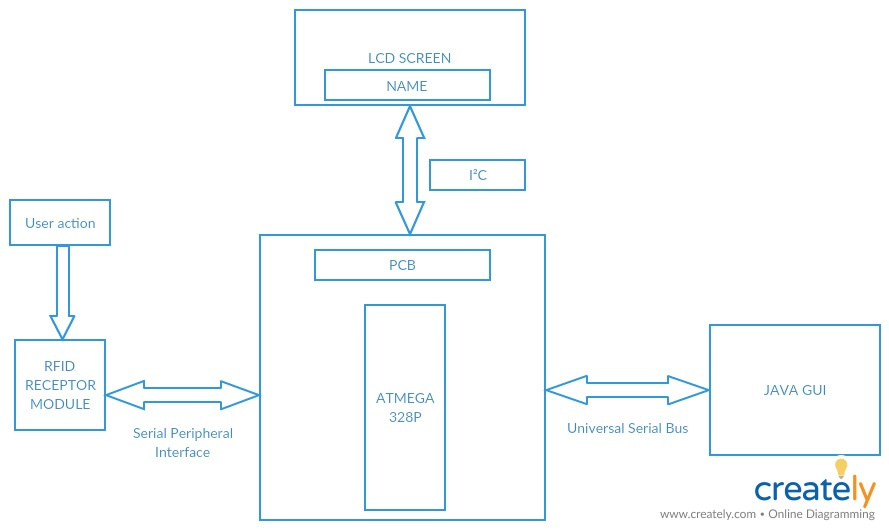 LCD SCREEN
NAME
I²C
User action
PCB
RFID
RECEPTOR
MODULE
ATMEGA
328P
JAVA GUI
Serial Peripheral
Interface
Universal Serial Bus
creately
www.creately.com • Online Diagramming